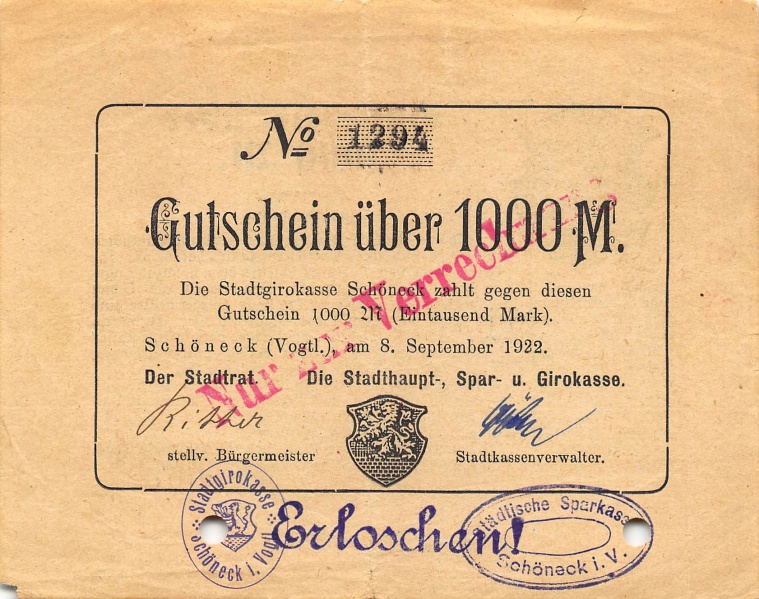 No 1294
Gutschein über 1000 M.
Nur zur Verrechnung
Die Stadtgirokasse Schöneck zahlt gegen diesen
Gutschein 1000 M (Eintausend Mark).
Schöneck (Vogtl.), am 8. September 1922.
Der Stadtrat. Die Stadthaupt-, Spar- u. Girokasse.
Ritter
stellv. Bürgermeister Stadtkassenverwalter.
Stadtgirokasse
Schöneck i. Vogtl.
Erloschen!
Städtische Sparkasse
Schöneck i. V.